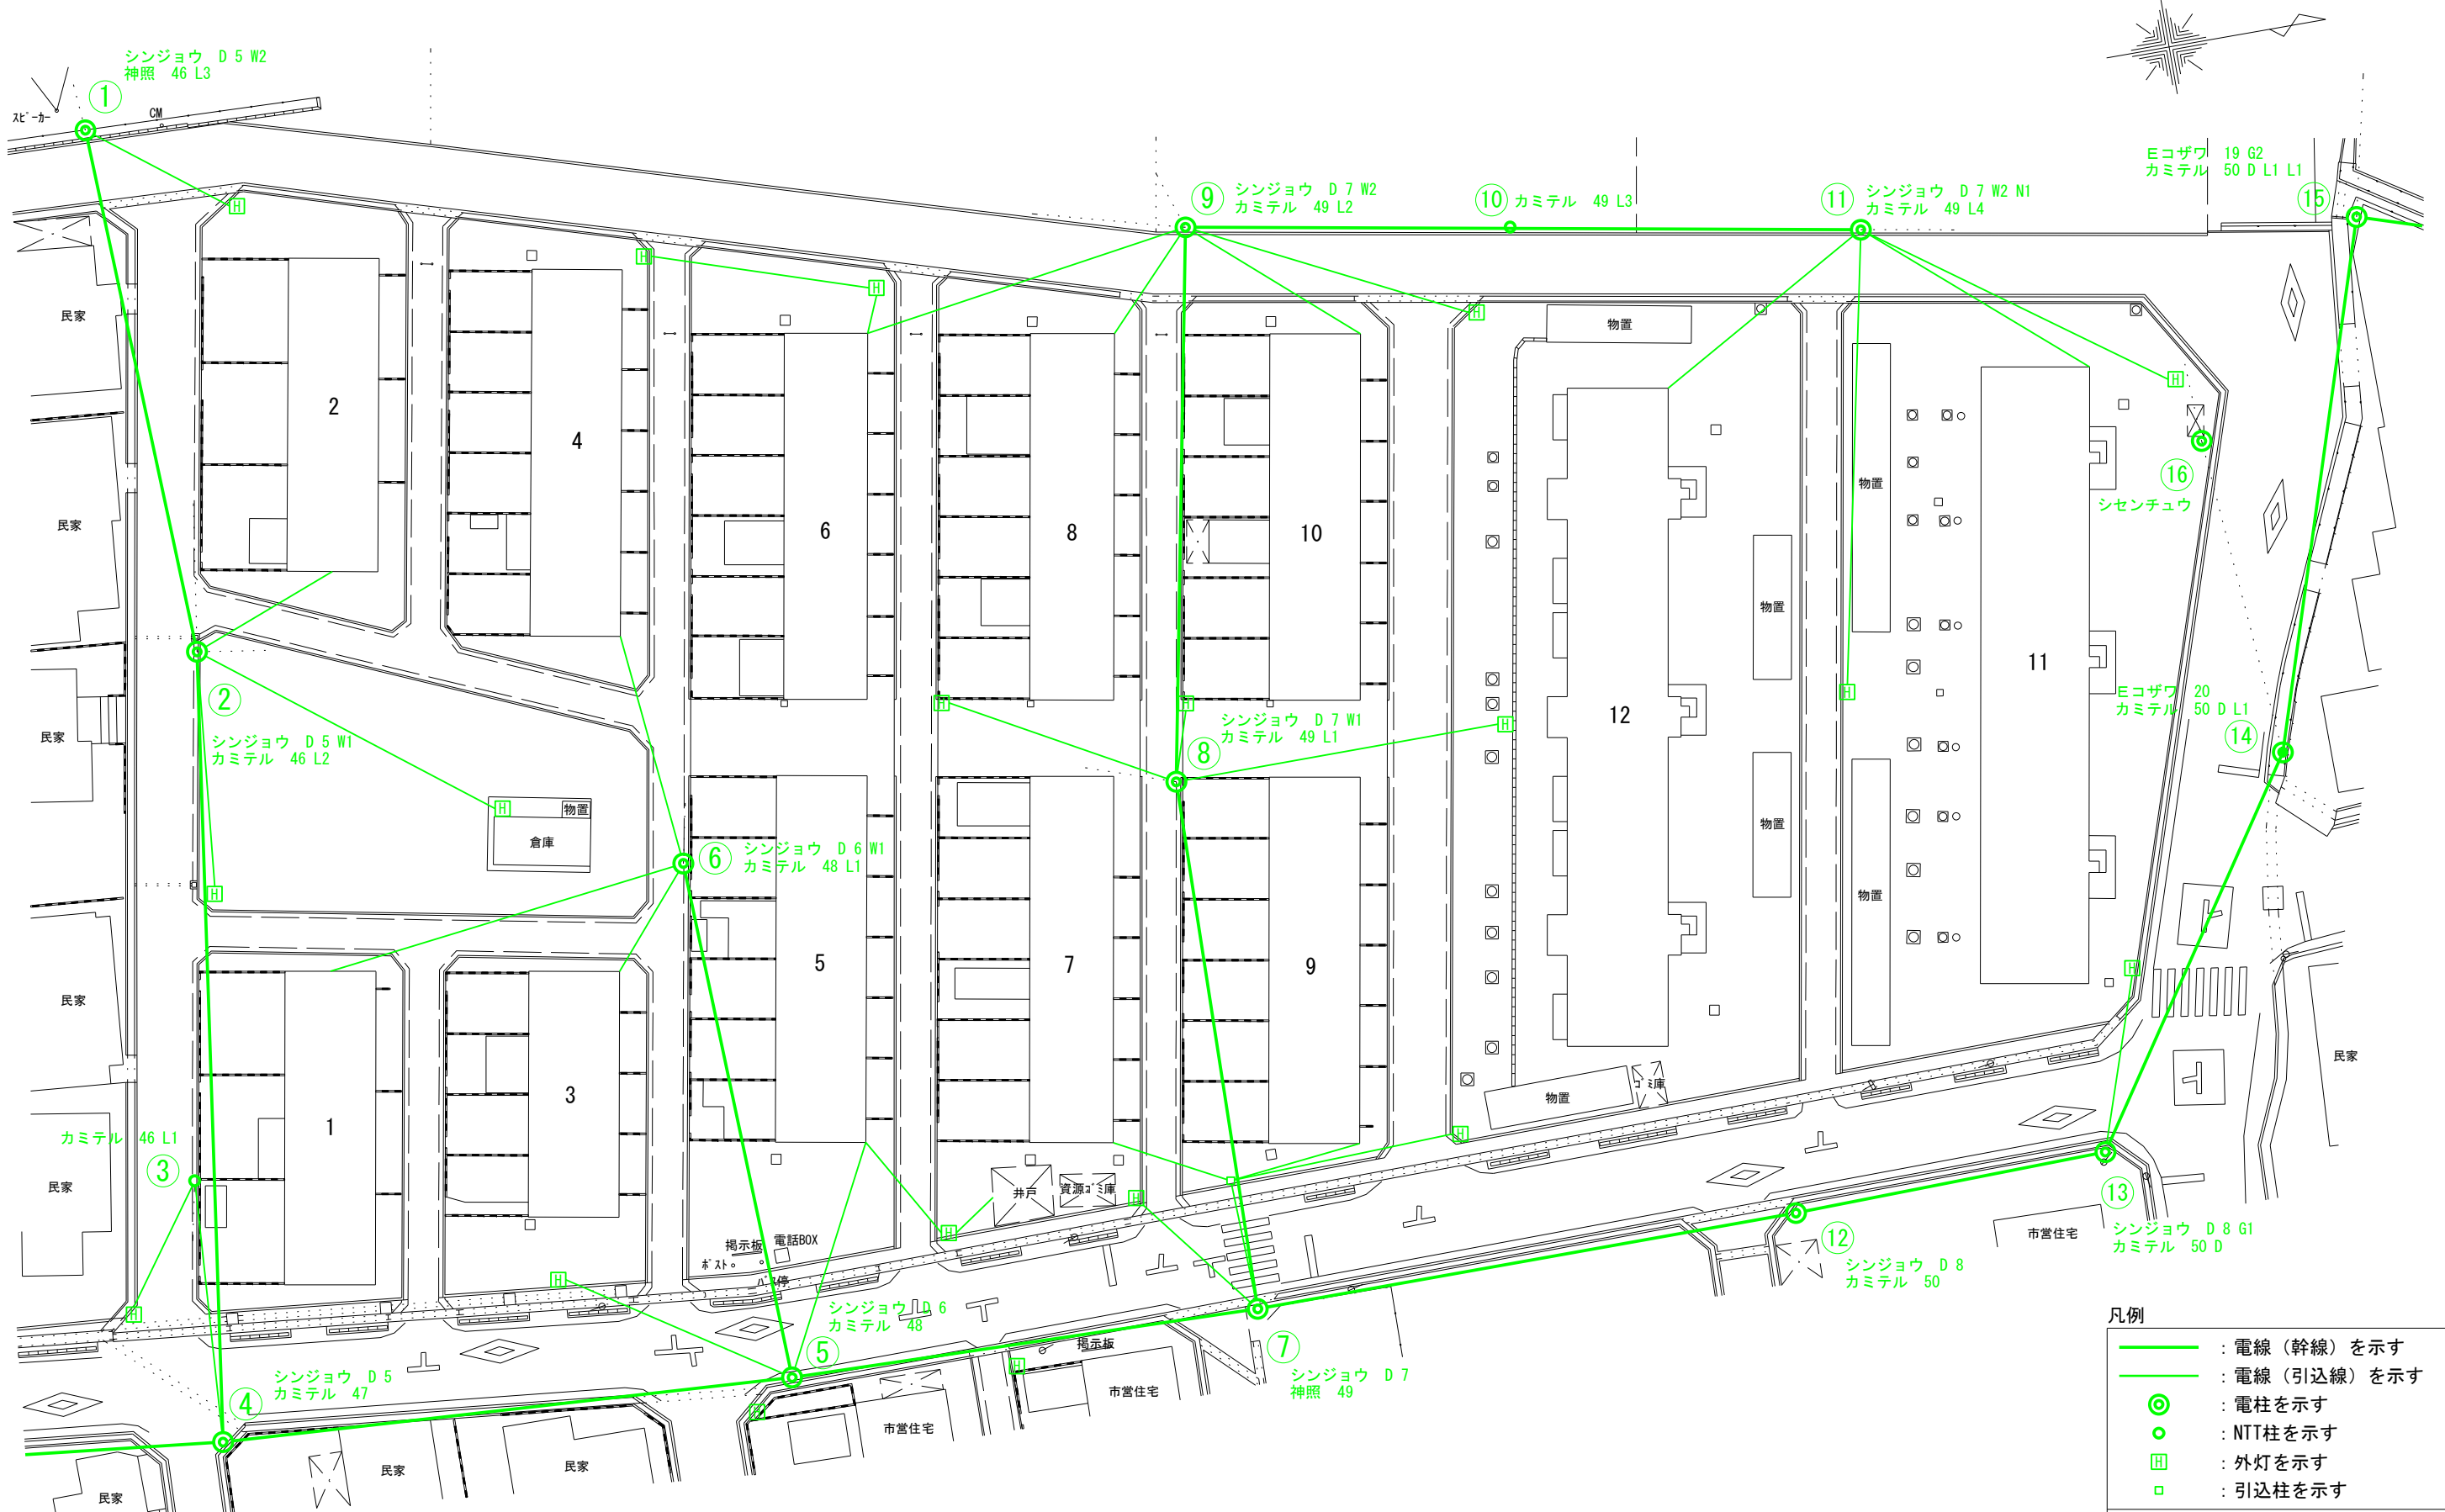 シンジョウ D 5 W2
神照 46 L3
①
スピーカー
CM
⑨
シンジョウ D 7 W2
カミテル 49 L2
⑩
カミテル 49 L3
⑪
シンジョウ D 7 W2 N1
カミテル 49 L4
Eコザワ 19 G2
カミテル 50 D L1 L1
⑮
民家
2
4
6
8
10
物置
物置
⑯
シセンチュウ
民家
物置
12
11
民家
②
シンジョウ D 5 W1
カミテル 46 L2
物置
倉庫
⑥
シンジョウ D 6 W1
カミテル 48 L1
シンジョウ D 7 W1
カミテル 49 L1
⑧
Eコザワ 20
カミテル 50 D L1
⑭
物置
物置
民家
5
7
9
民家
1
3
カミテル 46 L1
③
民家
井戸
資源ゴミ庫
物置
ゴミ庫
掲示板
電話BOX
ポスト
バス停
シンジョウ D 6
カミテル 48
⑤
④
シンジョウ D 5
カミテル 47
⑦
シンジョウ D 7
神照 49
掲示板
市営住宅
市営住宅
民家
民家
民家
⑫
シンジョウ D 8
カミテル 50
市営住宅
⑬
シンジョウ D 8 G1
カミテル 50 D
凡例
：電線（幹線）を示す
：電線（引込線）を示す
：電柱を示す
：NTT柱を示す
H ：外灯を示す
：引込柱を示す